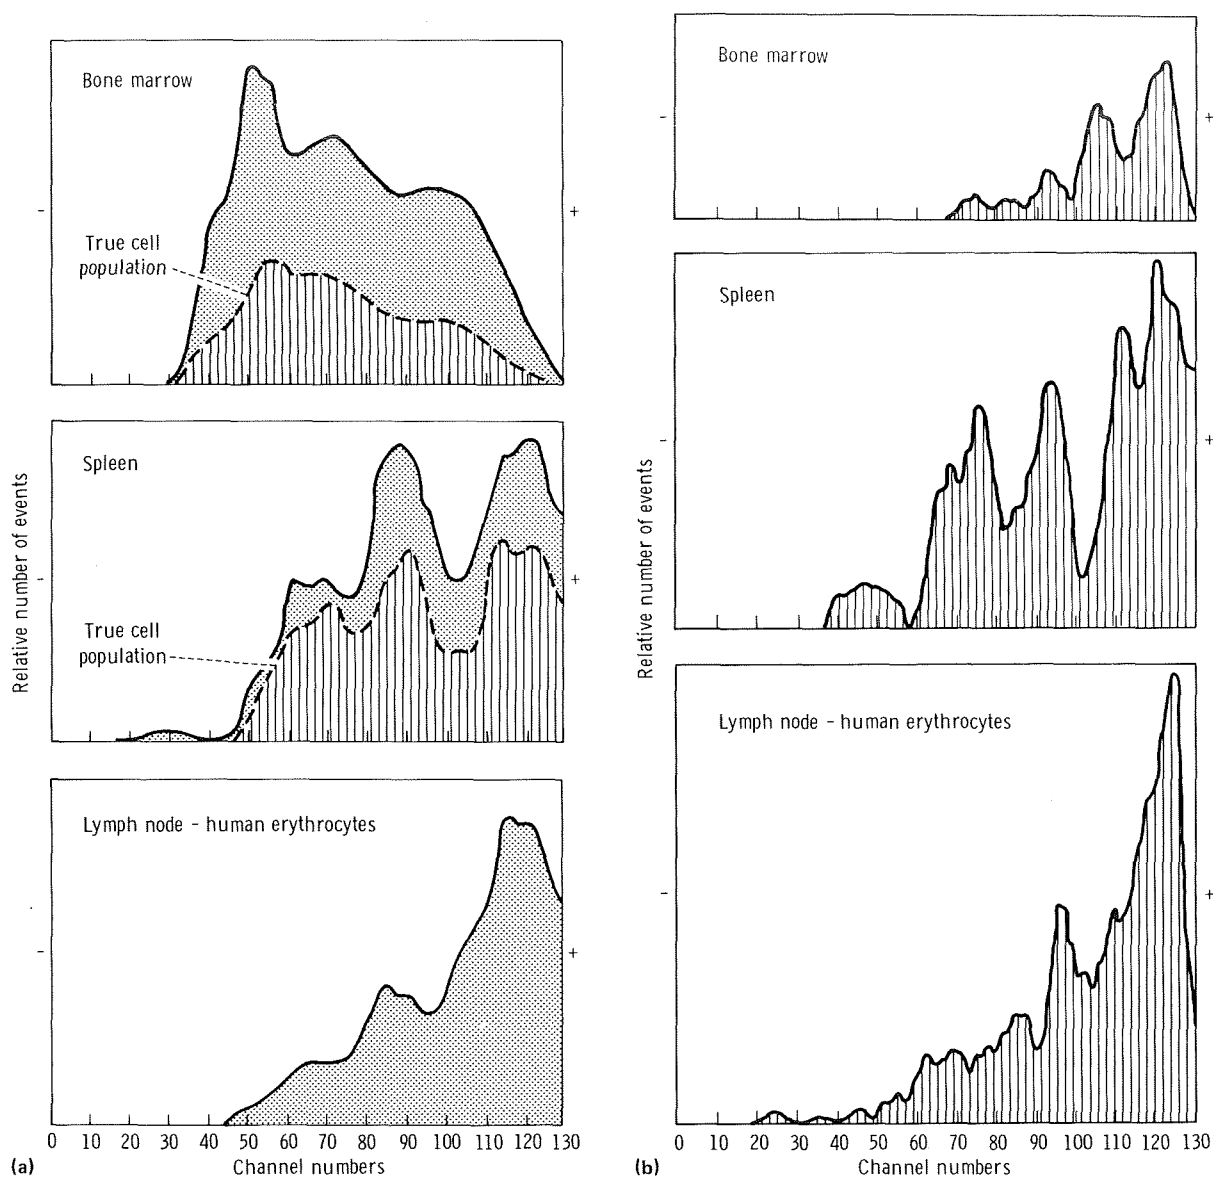 Bone marrow
-
+
True cell
population
Spleen
-
+
True cell
population
Lymph node - human erythrocytes
-
+
Relative number of events
0 10 20 30 40 50 60 70 80 90 100 110 120 130
Channel numbers
(a)
Bone marrow
-
+
Spleen
-
+
Lymph node - human erythrocytes
-
+
Relative number of events
0 10 20 30 40 50 60 70 80 90 100 110 120 130
Channel numbers
(b)